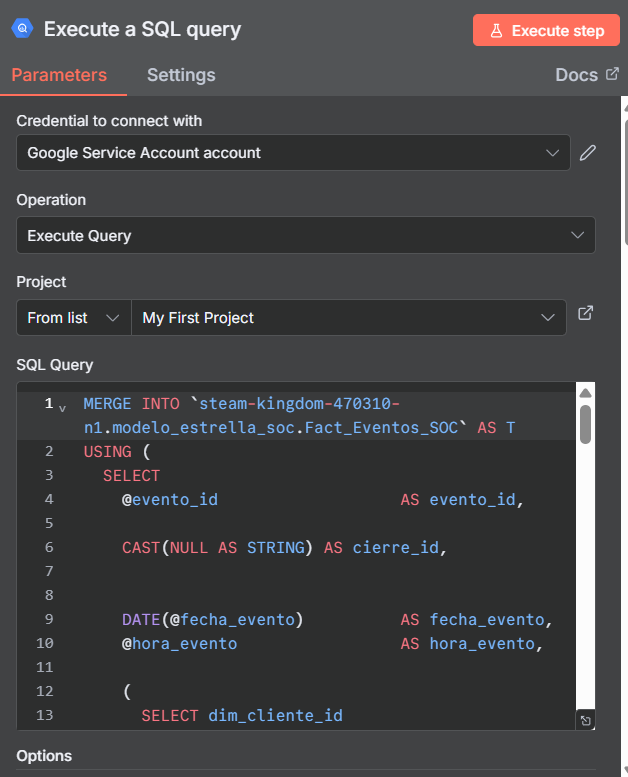 Execute a SQL query
Execute step
Parameters
Settings
Docs
Credential to connect with
Google Service Account account
Operation
Execute Query
Project
From list
My First Project
SQL Query
1 MERGE INTO `steam-kingdom-470310-
n1.modelo_estrella_soc.Fact_Eventos_SOC` AS T
2 USING (
3 SELECT
4 @evento_id AS evento_id,
5
6 CAST(NULL AS STRING) AS cierre_id,
7
8
9 DATE(@fecha_evento) AS fecha_evento,
10 @hora_evento AS hora_evento,
11
12 (
13 SELECT dim_cliente_id
Options